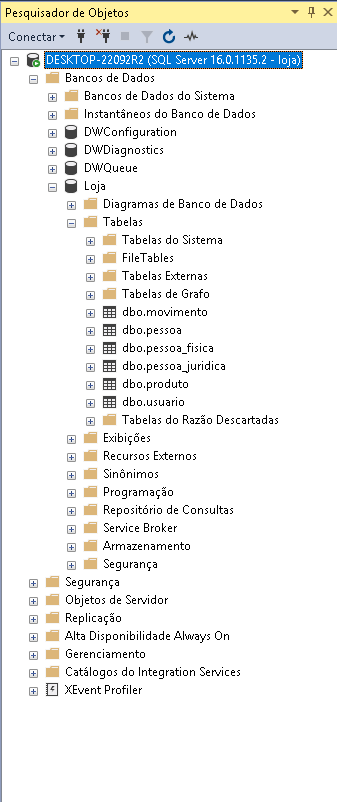 Pesquisador de Objetos
Conectar
DESKTOP-22092R2 (SQL Server 16.0.1135.2 - loja)
Bancos de Dados
Bancos de Dados do Sistema
Instantâneos do Banco de Dados
DWConfiguration
DWDiagnostics
DWQueue
Loja
Diagramas de Banco de Dados
Tabelas
Tabelas do Sistema
FileTables
Tabelas Externas
Tabelas de Grafo
dbo.movimento
dbo.pessoa
dbo.pessoa_fisica
dbo.pessoa_juridica
dbo.produto
dbo.usuario
Tabelas do Razão Descartadas
Exibições
Recursos Externos
Sinônimos
Programação
Repositório de Consultas
Service Broker
Armazenamento
Segurança
Segurança
Objetos de Servidor
Replicação
Alta Disponibilidade Always On
Gerenciamento
Catálogos do Integration Services
XEvent Profiler